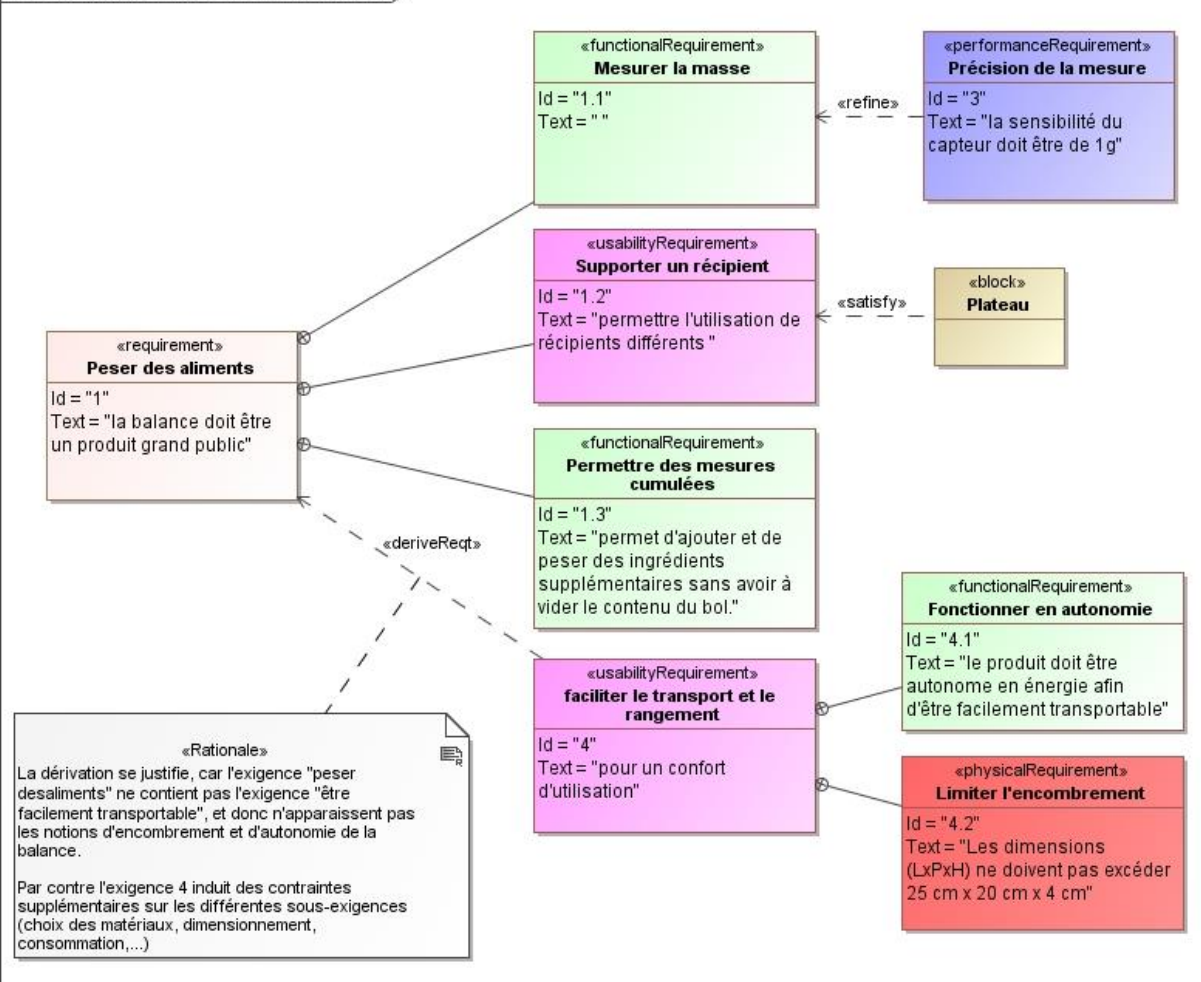 «functionalRequirement»
Mesurer la masse
Id = "1.1"
Text = " "
«refine»
«performanceRequirement»
Précision de la mesure
Id = "3"
Text = "la sensibilité du
capteur doit être de 1g"
«usabilityRequirement»
Supporter un récipient
Id = "1.2"
Text = "permettre l'utilisation de
récipients différents "
«satisfy»
«block»
Plateau
«requirement»
Peser des aliments
Id = "1"
Text = "la balance doit être
un produit grand public"
«functionalRequirement»
Permettre des mesures
cumulées
Id = "1.3"
Text = "permet d'ajouter et de
peser des ingrédients
supplémentaires sans avoir à
vider le contenu du bol."
«deriveReqt»
«usabilityRequirement»
faciliter le transport et le
rangement
Id = "4"
Text = "pour un confort
d'utilisation"
«functionalRequirement»
Fonctionner en autonomie
Id = "4.1"
Text = "le produit doit être
autonome en énergie afin
d'être facilement transportable"
«physicalRequirement»
Limiter l'encombrement
Id = "4.2"
Text = "Les dimensions
(LxPxH) ne doivent pas excéder
25 cm x 20 cm x 4 cm"
«Rationale»
La dérivation se justifie, car l'exigence "peser
desaliments" ne contient pas l'exigence "être
facilement transportable", et donc n'apparaissent pas
les notions d'encombrement et d'autonomie de la
balance.
Par contre l'exigence 4 induit des contraintes
supplémentaires sur les différentes sous-exigences
(choix des matériaux, dimensionnement,
consommation,...)